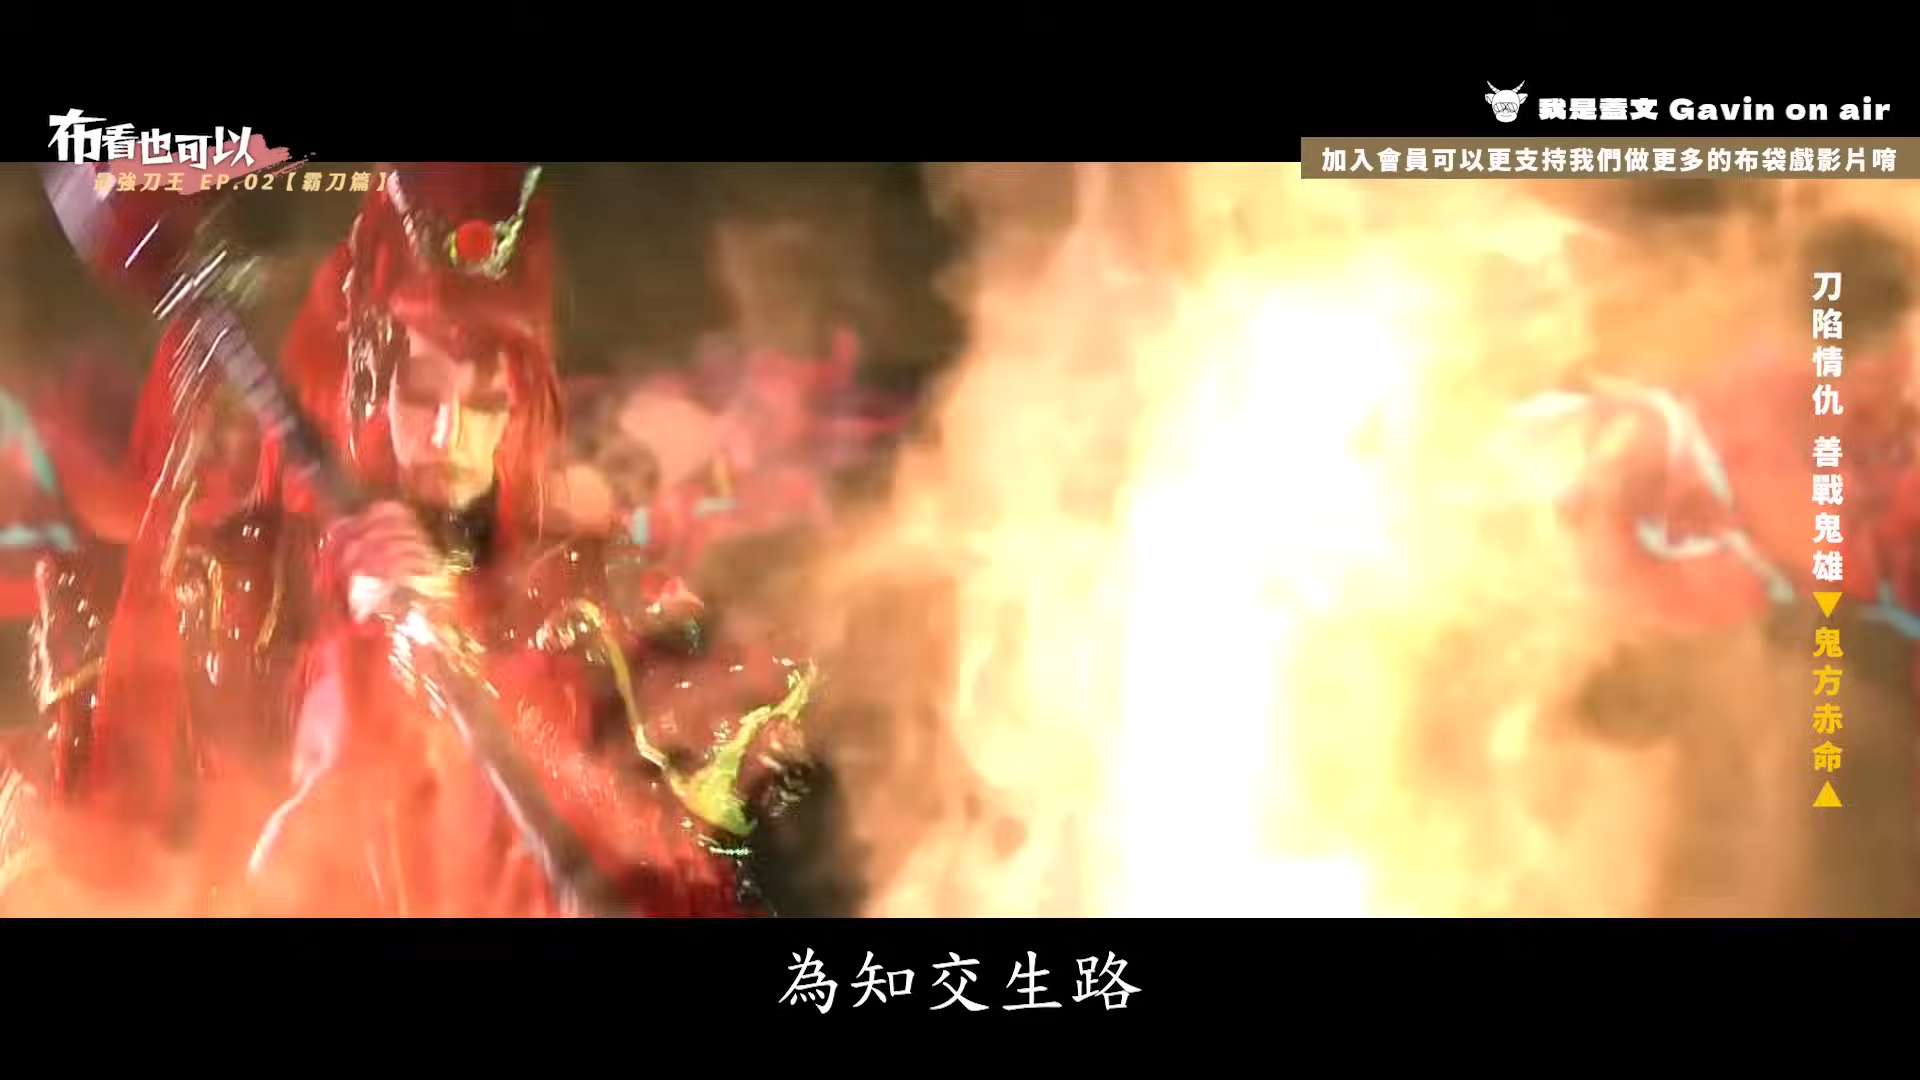 布看也可以
最強刀王 EP.02【霸刀篇】
我是蓋文 Gavin on air
加入會員可以更支持我們做更多的布袋戲影片唷
刀陷情仇 善戰鬼雄▼鬼方赤命▲
為知交生路